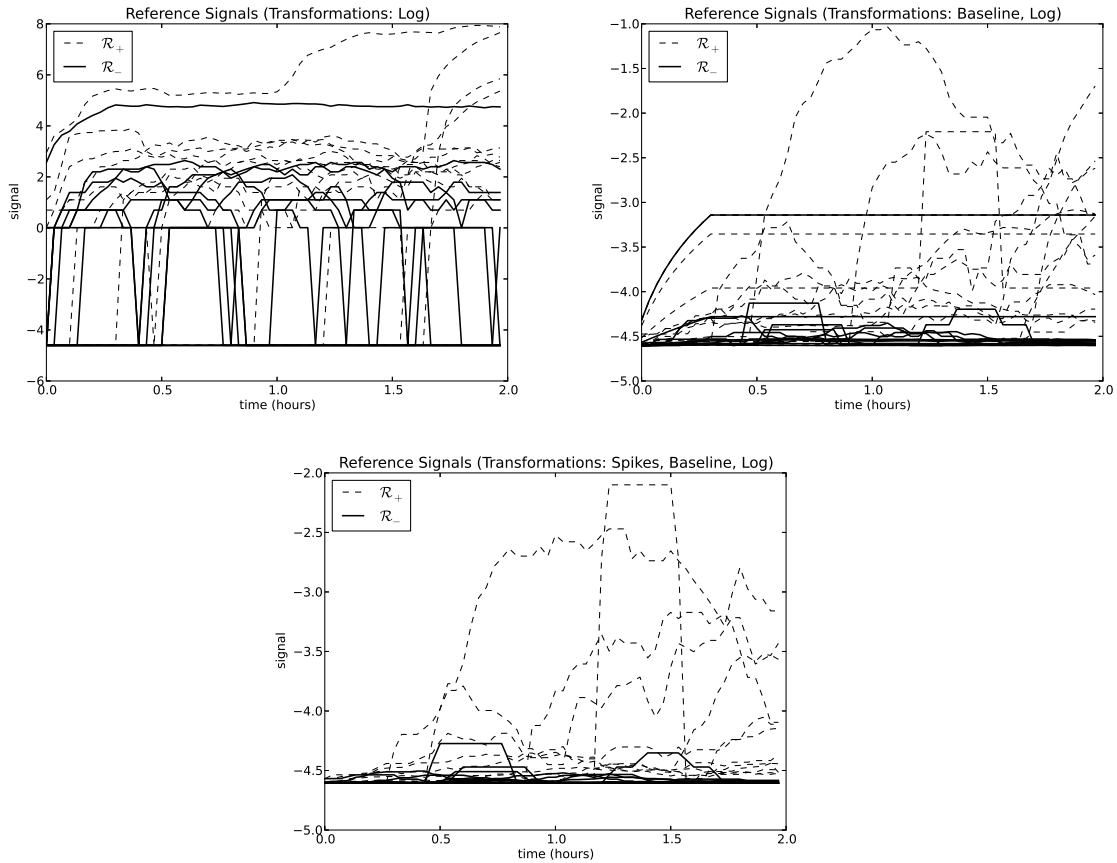 Reference Signals (Transformations: Log)
8
6
4
2
0
−2
−4
−6
signal
ℛ+
ℛ−
0.0 0.5 1.0 1.5 2.0
time (hours)
Reference Signals (Transformations: Baseline, Log)
−1.0
−1.5
−2.0
−2.5
−3.0
−3.5
−4.0
−4.5
−5.0
signal
ℛ+
ℛ−
0.0 0.5 1.0 1.5 2.0
time (hours)
Reference Signals (Transformations: Spikes, Baseline, Log)
−2.0
−2.5
−3.0
−3.5
−4.0
−4.5
−5.0
signal
ℛ+
ℛ−
0.0 0.5 1.0 1.5 2.0
time (hours)